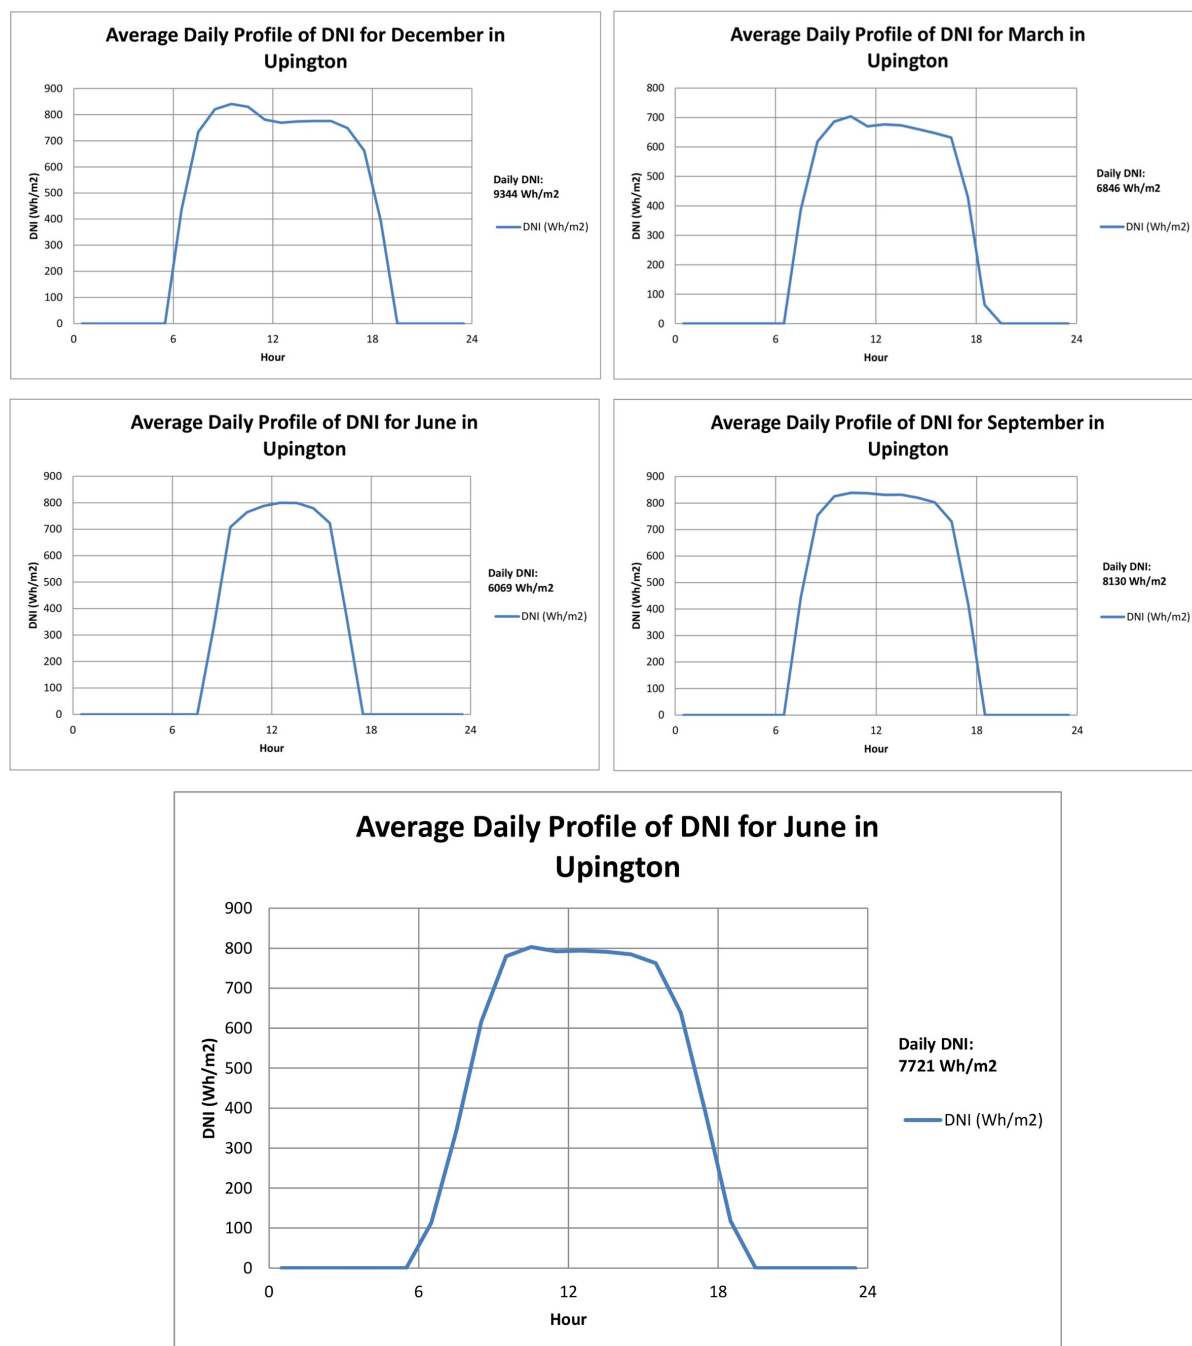 Average Daily Profile of DNI for December in
Upington
900
800
700
600
500
400
300
200
100
0
DNI (Wh/m2)
0 6 12 18 24
Hour
Daily DNI:
9344 Wh/m2
DNI (Wh/m2)
Average Daily Profile of DNI for March in
Upington
800
700
600
500
400
300
200
100
0
DNI (Wh/m2)
0 6 12 18 24
Hour
Daily DNI:
6846 Wh/m2
DNI (Wh/m2)
Average Daily Profile of DNI for June in
Upington
900
800
700
600
500
400
300
200
100
0
DNI (Wh/m2)
0 6 12 18 24
Hour
Daily DNI:
6069 Wh/m2
DNI (Wh/m2)
Average Daily Profile of DNI for September in
Upington
900
800
700
600
500
400
300
200
100
0
DNI (Wh/m2)
0 6 12 18 24
Hour
Daily DNI:
8130 Wh/m2
DNI (Wh/m2)
Average Daily Profile of DNI for June in
Upington
900
800
700
600
500
400
300
200
100
0
DNI (Wh/m2)
0 6 12 18 24
Hour
Daily DNI:
7721 Wh/m2
DNI (Wh/m2)